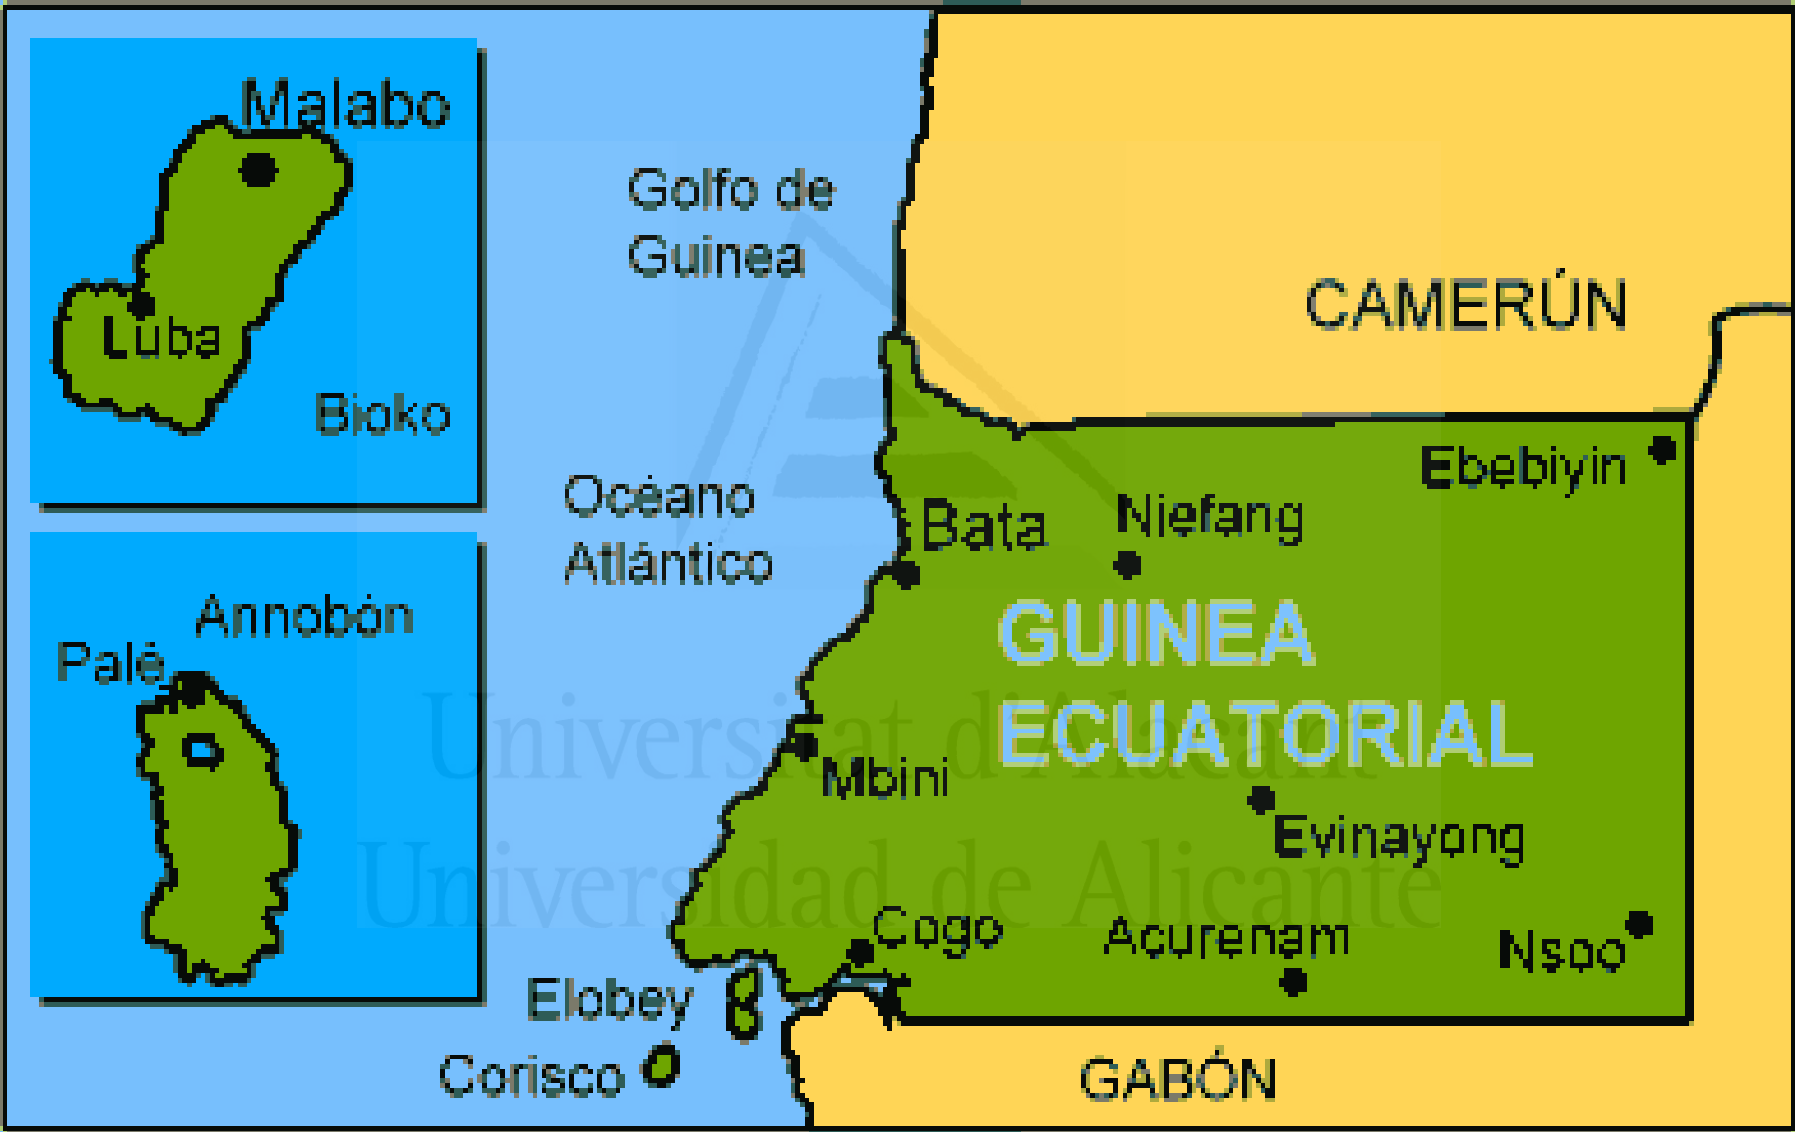 Malabo
Luba
Bioko
Annobón
Palé
Golfo de
Guinea
Océano
Atlántico
CAMERÚN
Ebebiyin
Niefang
Bata
GUINEA
ECUATORIAL
Mbini
Evinayong
Cogo
Acurenam
Nsoo
Elobey
Corisco
GABÓN
Universitat d'Alacant
Universidad de Alicante